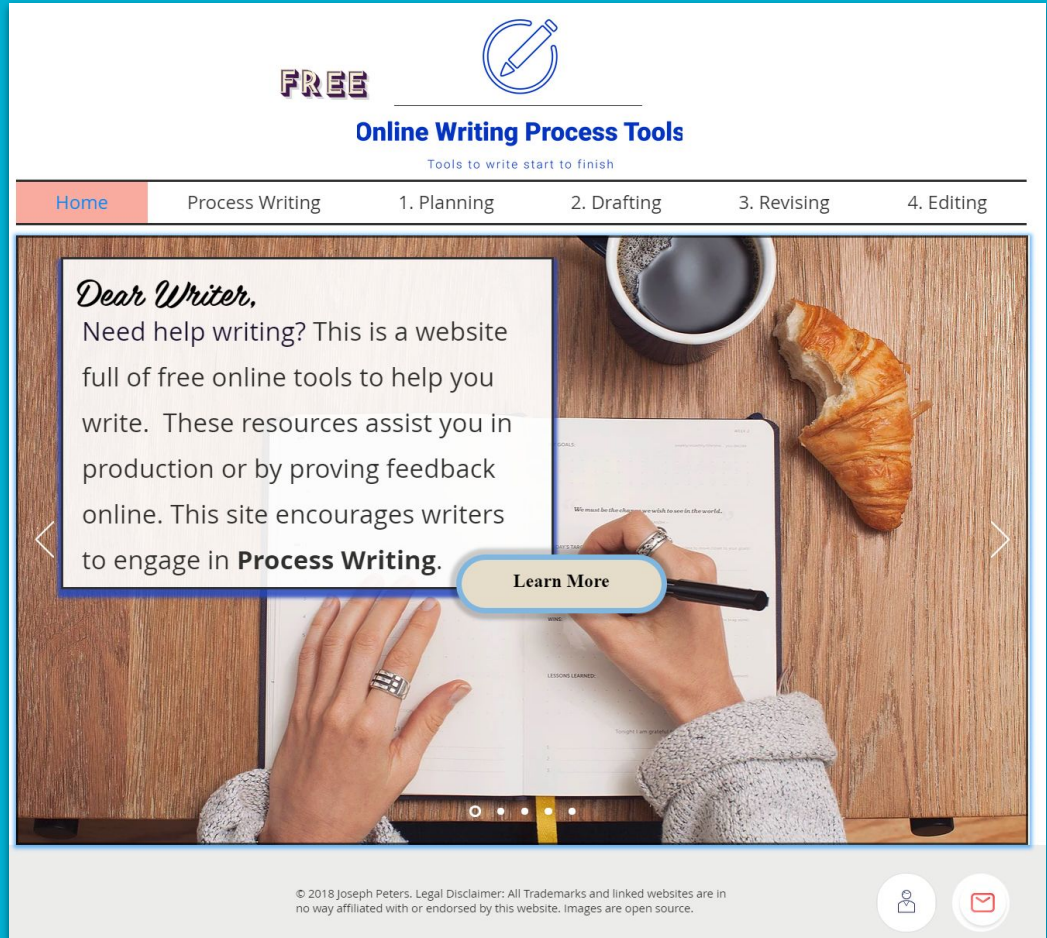 FREE
Online Writing Process Tools
Tools to write start to finish
Home Process Writing 1. Planning 2. Drafting 3. Revising 4. Editing
Dear Writer,
Need help writing? This is a website
full of free online tools to help you
write. These resources assist you in
production or by proving feedback
online. This site encourages writers
to engage in Process Writing.
Learn More
GOALS:
We must be the change we wish to see in the world.
WINS:
LESSONS LEARNED:
Tonight I am grateful
© 2018 Joseph Peters. Legal Disclaimer: All Trademarks and linked websites are in
no way affiliated with or endorsed by this website. Images are open source.